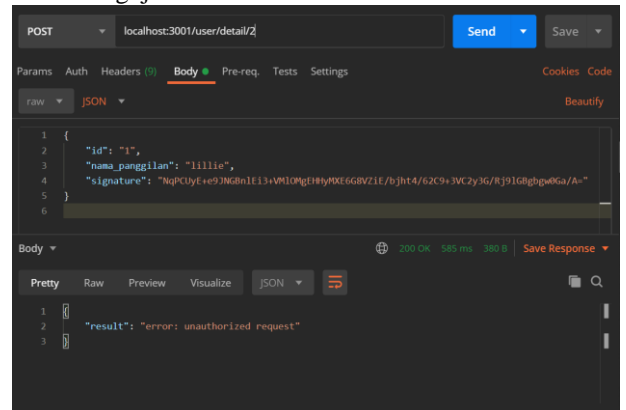 POST localhost:3001/user/detail/2 Send Save
Params Auth Headers (9) Body Pre-req. Tests Settings Cookies Code
raw JSON Beautify
1 {
2 "id": "1",
3 "nama_panggilan": "lillie",
4 "signature": "NqPCUyE+e9JNGBnlEi3+VMlOMgEHHyMXE6G8VZiE/bjht4/62C9+3VC2y3G/Rj9lGBgbgw0Ga/A="
5 }
6
Body 200 OK 585 ms 380 B Save Response
Pretty Raw Preview Visualize JSON
1 {
2 "result": "error: unauthorized request"
3 }